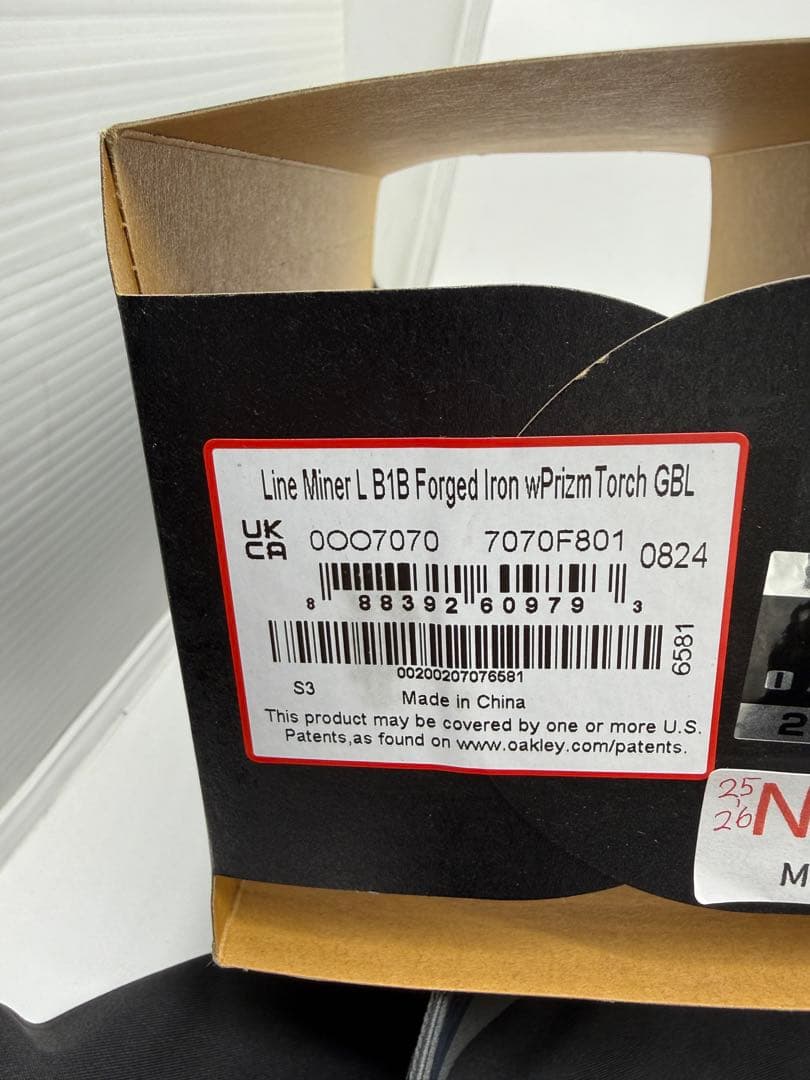 Line Miner L B1B Forged Iron wPrizm Torch GBL
UK
CA
0OO7070 7070F801 0824
8 88392 60979 3
00200207076581
6581
S3
Made in China
This product may be covered by one or more U.S.
Patents,as found on www.oakley.com/patents.
2
25
26
N
M